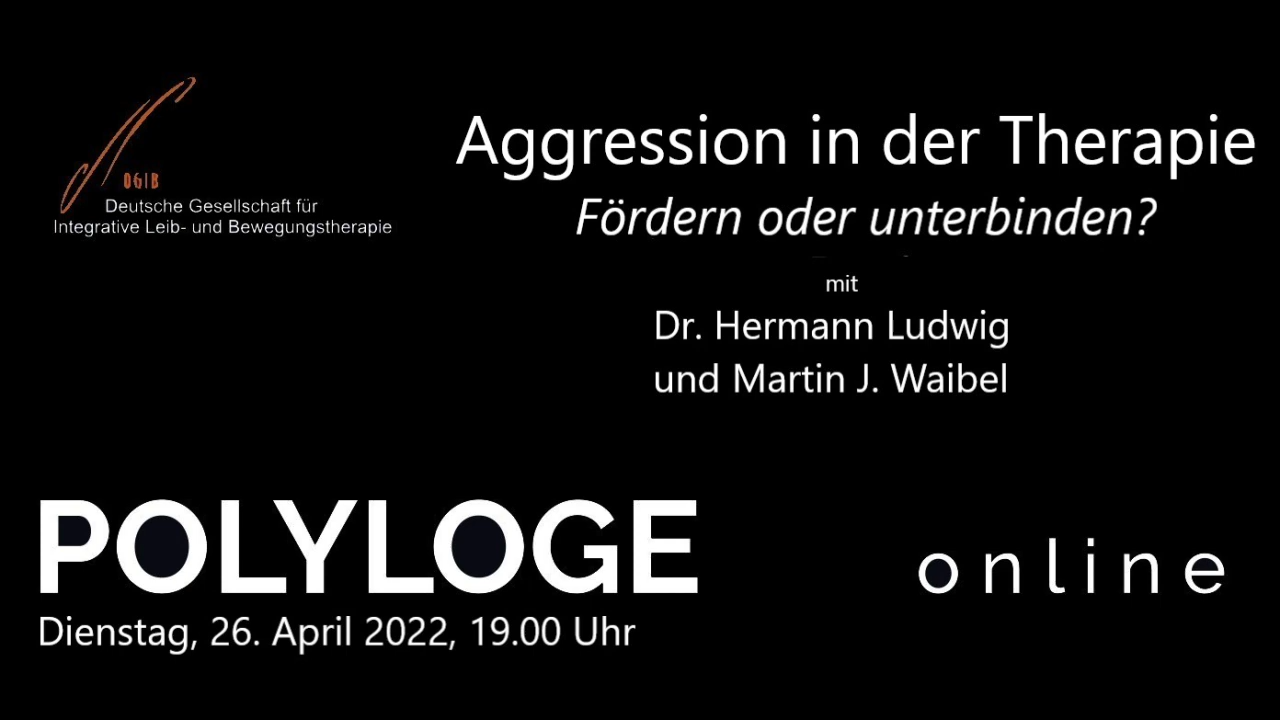 DGIB
Deutsche Gesellschaft für
Integrative Leib- und Bewegungstherapie
Aggression in der Therapie
Fördern oder unterbinden?
mit
Dr. Hermann Ludwig
und Martin J. Waibel
POLYLOGE
online
Dienstag, 26. April 2022, 19.00 Uhr